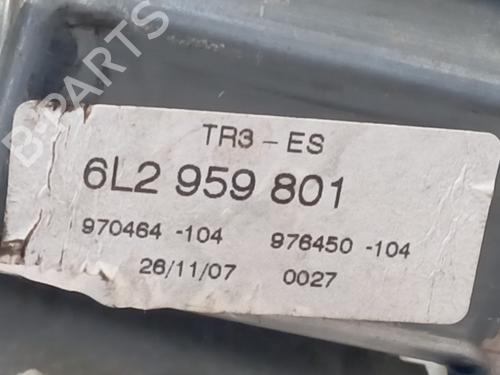 B-PARTS
TR3 - ES
6L2 959 801
970464 -104 976450 -104
26/11/07 0027